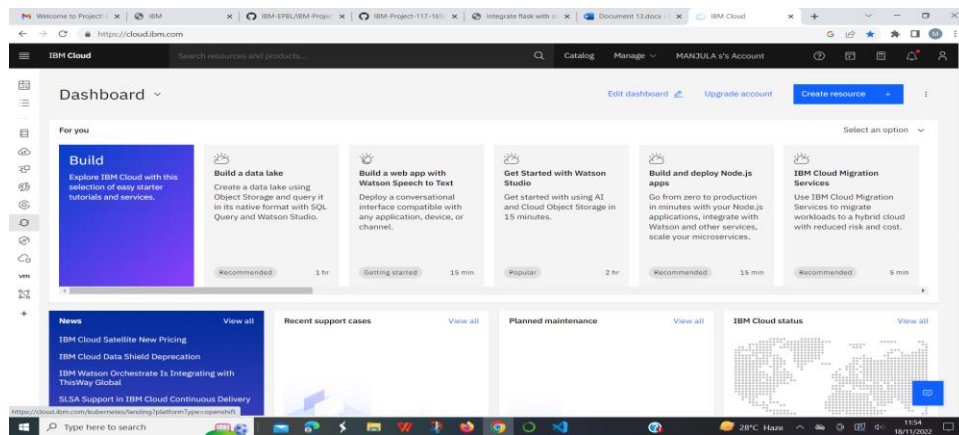 Welcome to Project!
IBM
IBM-EPBL/IBM-Projec
IBM-Project-117-165
Integrate flask with
Document 13.docx -
IBM Cloud
https://cloud.ibm.com
IBM Cloud
Search resources and products...
Catalog
Manage
MANJULA s's Account
Dashboard
Edit dashboard
Upgrade account
Create resource +
For you
Select an option
Build
Explore IBM Cloud with this
selection of easy starter
tutorials and services.
Build a data lake
Create a data lake using
Object Storage and query it
in its native format with SQL
Query and Watson Studio.
Recommended
1 hr
Build a web app with
Watson Speech to Text
Deploy a conversational
interface compatible with
any application, device, or
channel.
Getting started
15 min
Get Started with Watson
Studio
Get started with using AI
and Cloud Object Storage in
15 minutes.
Popular
2 hr
Build and deploy Node.js
apps
Go from zero to production
in minutes with your Node.js
applications, integrate with
Watson and other services,
scale your microservices.
Recommended
15 min
IBM Cloud Migration
Services
Use IBM Cloud Migration
Services to migrate
workloads to a hybrid cloud
with reduced risk and cost.
Recommended
5 min
vm
News
View all
IBM Cloud Satellite New Pricing
IBM Cloud Data Shield Deprecation
IBM Watson Orchestrate Is Integrating with
ThisWay Global
SLSA Support in IBM Cloud Continuous Delivery
Recent support cases
View all
Planned maintenance
View all
IBM Cloud status
View all
https://cloud.ibm.com/kubernetes/landing?platformType=openshift
Type here to search
28°C Haze
11:54
18/11/2022